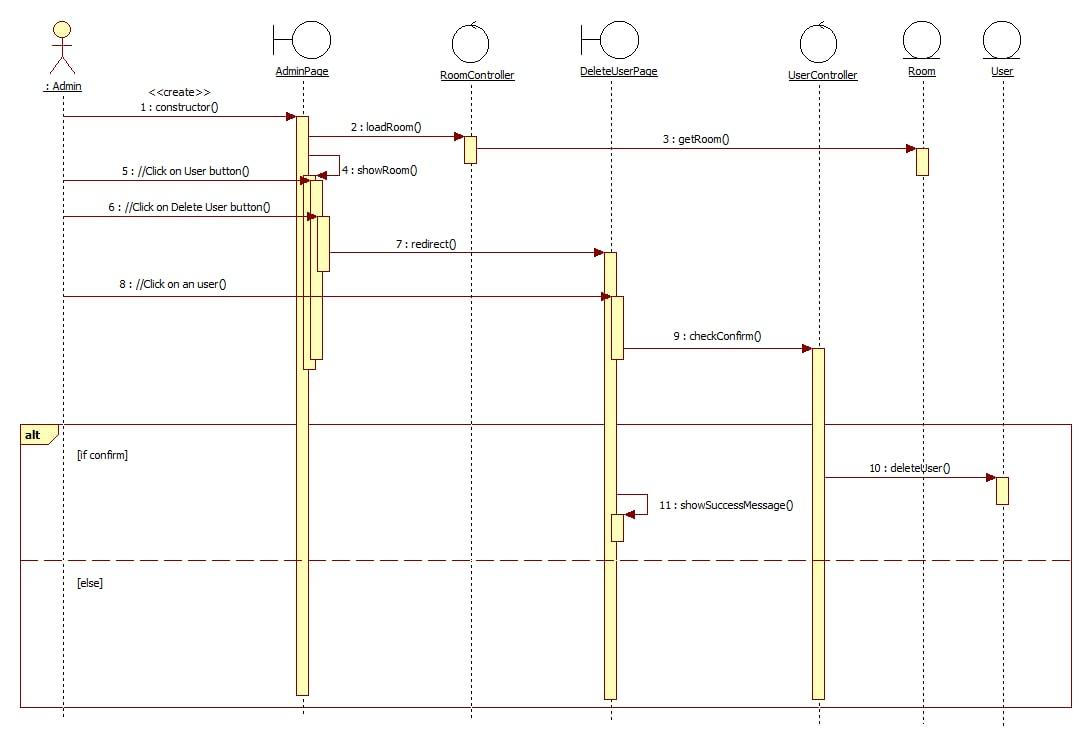 : Admin
AdminPage
RoomController
DeleteUserPage
UserController
Room
User
<<create>>
1 : constructor()
2 : loadRoom()
3 : getRoom()
4 : showRoom()
5 : //Click on User button()
6 : //Click on Delete User button()
7 : redirect()
8 : //Click on an user()
9 : checkConfirm()
alt
[if confirm]
10 : deleteUser()
11 : showSuccessMessage()
[else]